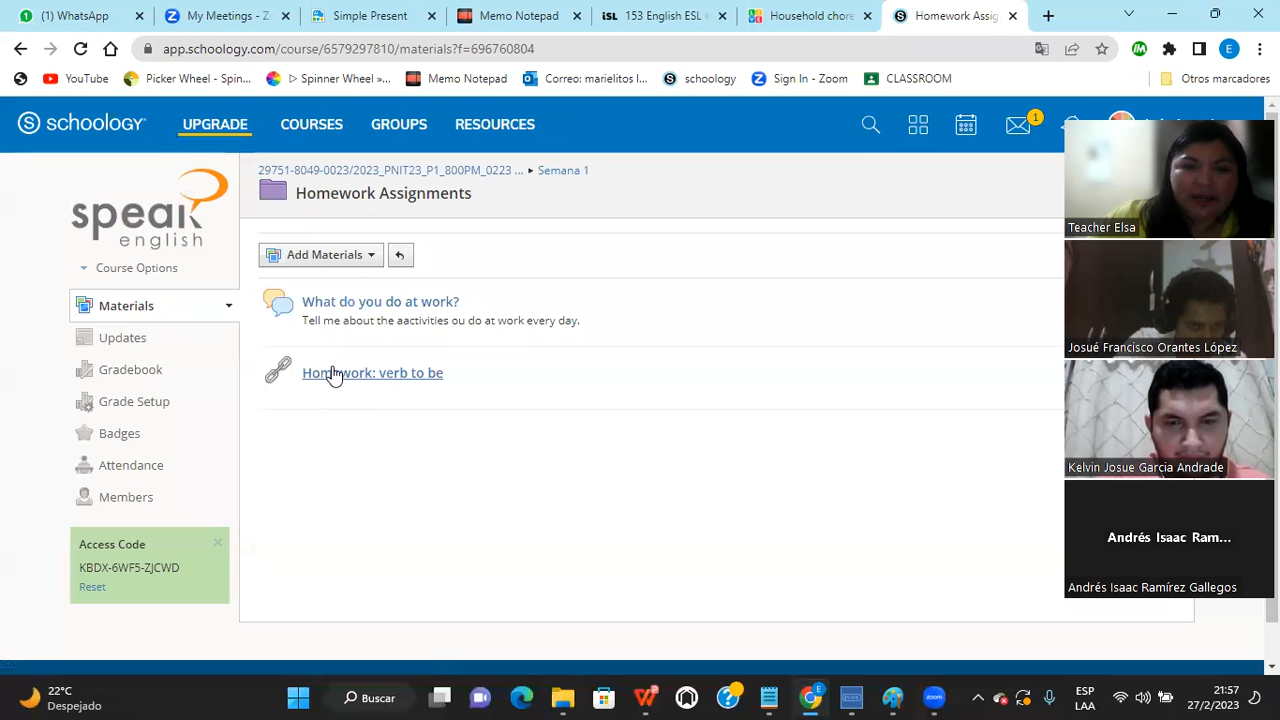 (1) WhatsApp
My Meetings - Zo
Simple Present
Memo Notepad
iSL
153 English ESL
Household chore
Homework Assig
app.schoology.com/course/6579297810/materials?f=696760804
E
YouTube
Picker Wheel - Spin...
▷ Spinner Wheel »...
Memo Notepad
Correo: marielitos l...
schoology
Sign In - Zoom
CLASSROOM
Otros marcadores
S schoology
UPGRADE
COURSES
GROUPS
RESOURCES
1
29751-8049-0023/2023_PNIT23_P1_800PM_0223 ... ▸ Semana 1
Homework Assignments
speak
english
Course Options
Materials
Updates
Gradebook
Grade Setup
Badges
Attendance
Members
Access Code
KBDX-6WF5-ZJCWD
Reset
Add Materials
What do you do at work?
Tell me about the aactivities ou do at work every day.
Homework: verb to be
Teacher Elsa
Josué Francisco Orantes López
Kelvin Josue Garcia Andrade
Andrés Isaac Ram...
Andrés Isaac Ramírez Gallegos
22°C
Despejado
Buscar
zoom
ESP
LAA
21:57
27/2/2023